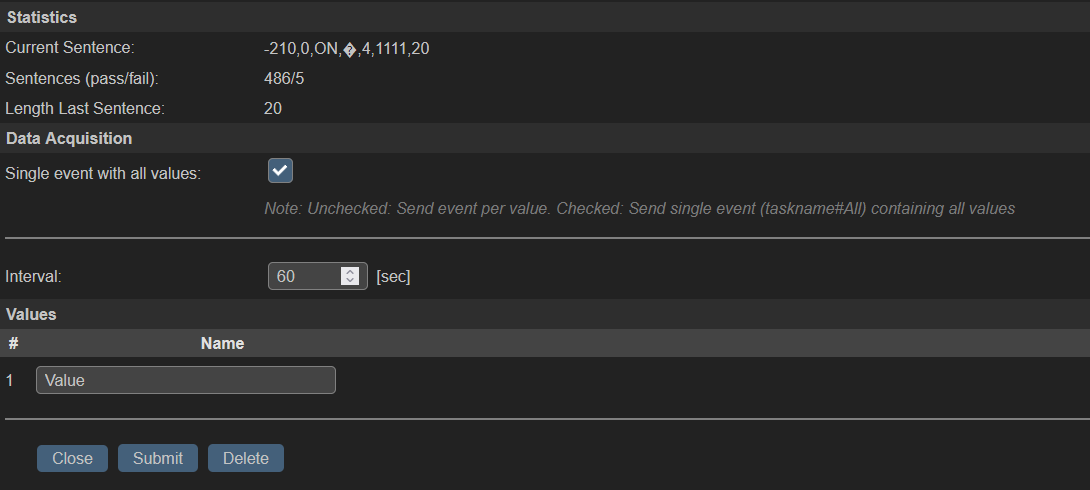 Statistics
Current Sentence: -210,0,ON,�,4,1111,20
Sentences (pass/fail): 486/5
Length Last Sentence: 20
Data Acquisition
Single event with all values:
Note: Unchecked: Send event per value. Checked: Send single event (taskname#All) containing all values
Interval: 60 [sec]
Values
# Name
1 Value
Close Submit Delete